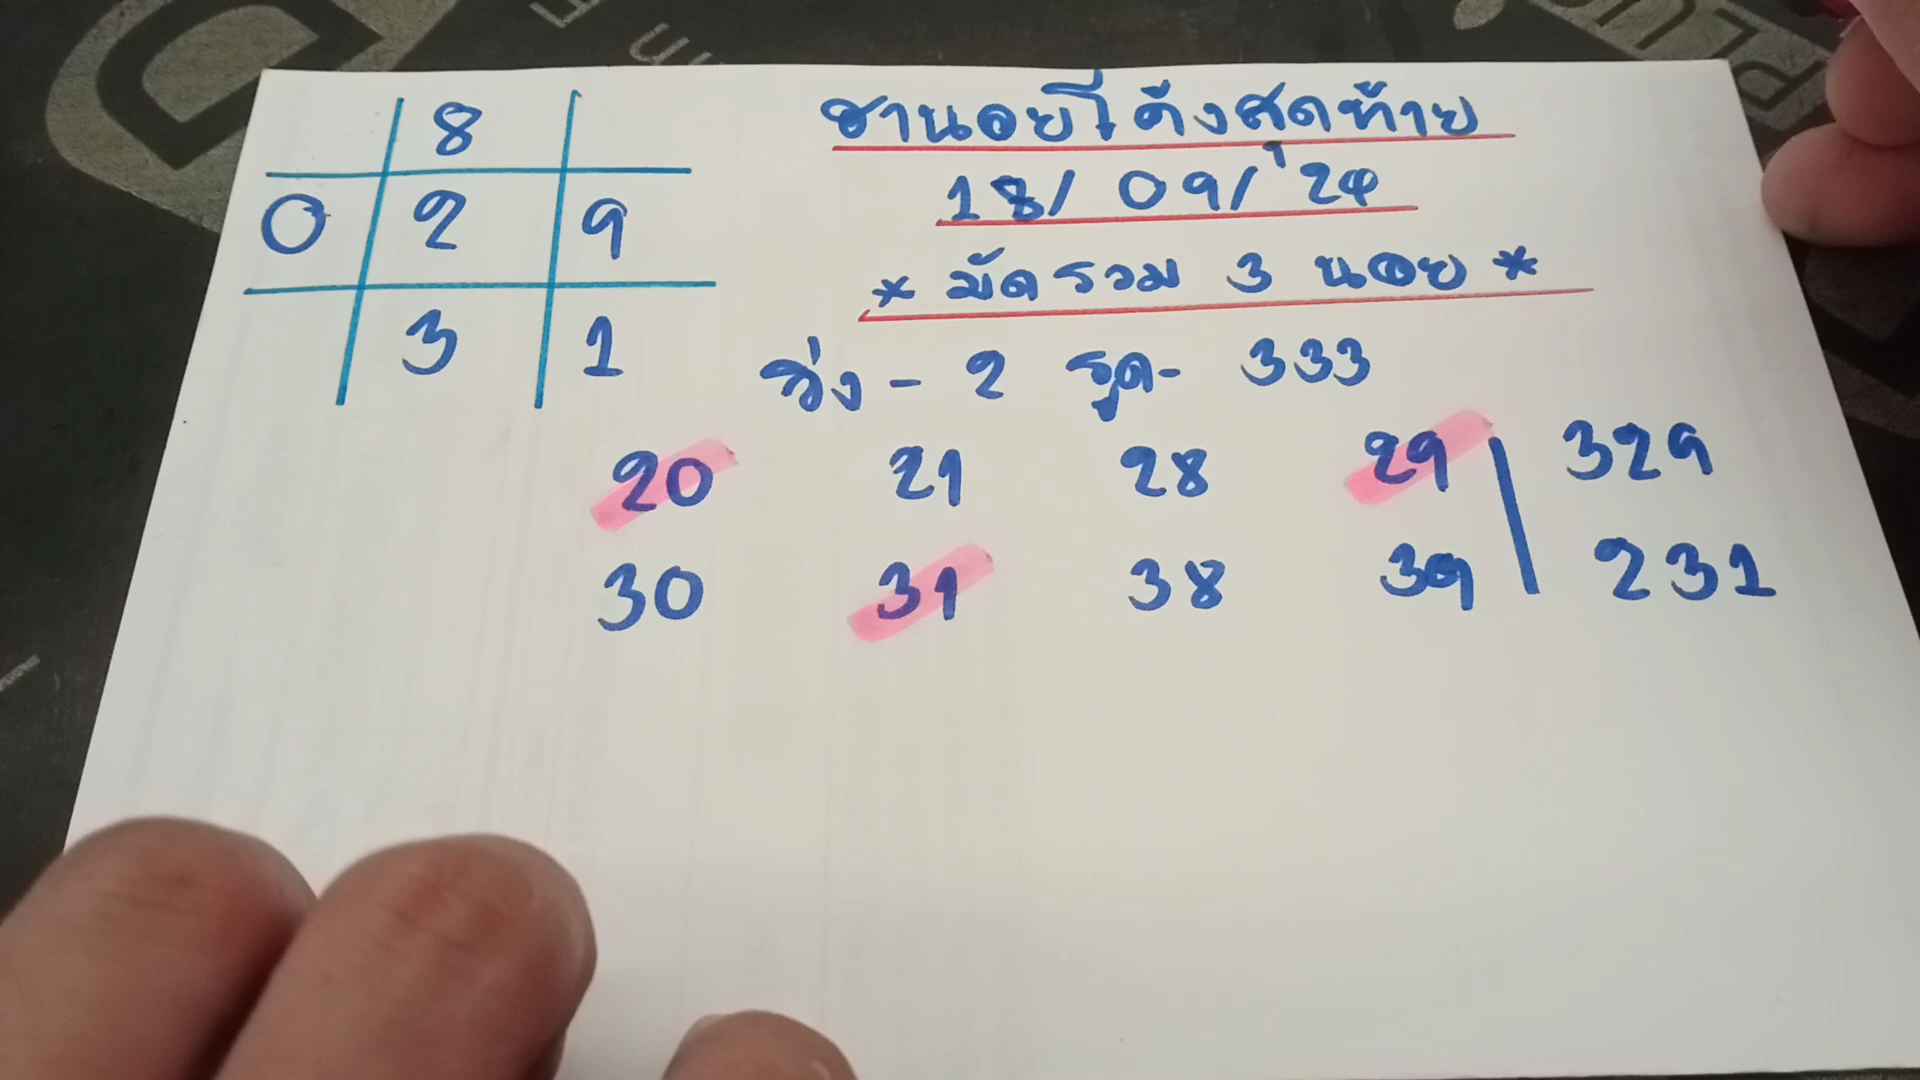 8
0 2 9
3 1
ฮานอยโค้งสุดท้าย
18/ 09/ 24
* มัดรวม 3 นอย *
วิ่ง - 2 รูด - 333
20 21 28 29 329
30 31 38 39 231